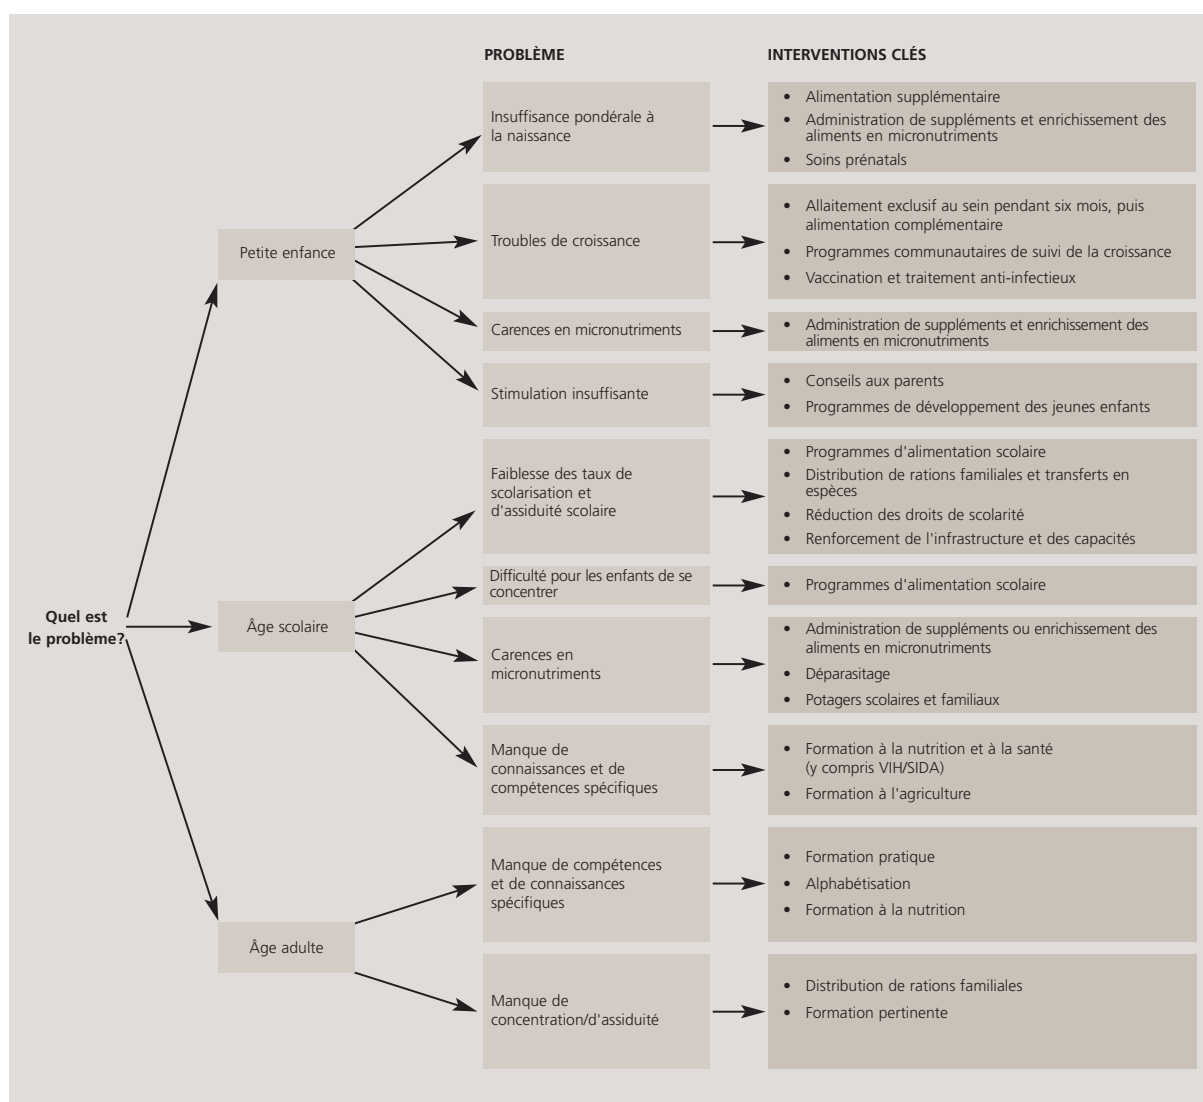 PROBLÈME
INTERVENTIONS CLÉS
Quel est
le problème?
Petite enfance
Insuffisance pondérale à
la naissance
• Alimentation supplémentaire
• Administration de suppléments et enrichissement des
aliments en micronutriments
• Soins prénatals
Troubles de croissance
• Allaitement exclusif au sein pendant six mois, puis
alimentation complémentaire
• Programmes communautaires de suivi de la croissance
• Vaccination et traitement anti-infectieux
Carences en micronutriments
• Administration de suppléments et enrichissement des
aliments en micronutriments
Stimulation insuffisante
• Conseils aux parents
• Programmes de développement des jeunes enfants
Âge scolaire
Faiblesse des taux de
scolarisation et
d'assiduité scolaire
• Programmes d'alimentation scolaire
• Distribution de rations familiales et transferts en
espèces
• Réduction des droits de scolarité
• Renforcement de l'infrastructure et des capacités
Difficulté pour les enfants de se
concentrer
• Programmes d'alimentation scolaire
Carences en
micronutriments
• Administration de suppléments ou enrichissement des
aliments en micronutriments
• Déparasitage
• Potagers scolaires et familiaux
Manque de
connaissances et de
compétences spécifiques
• Formation à la nutrition et à la santé
(y compris VIH/SIDA)
• Formation à l'agriculture
Âge adulte
Manque de compétences
et de connaissances
spécifiques
• Formation pratique
• Alphabétisation
• Formation à la nutrition
Manque de
concentration/d'assiduité
• Distribution de rations familiales
• Formation pertinente